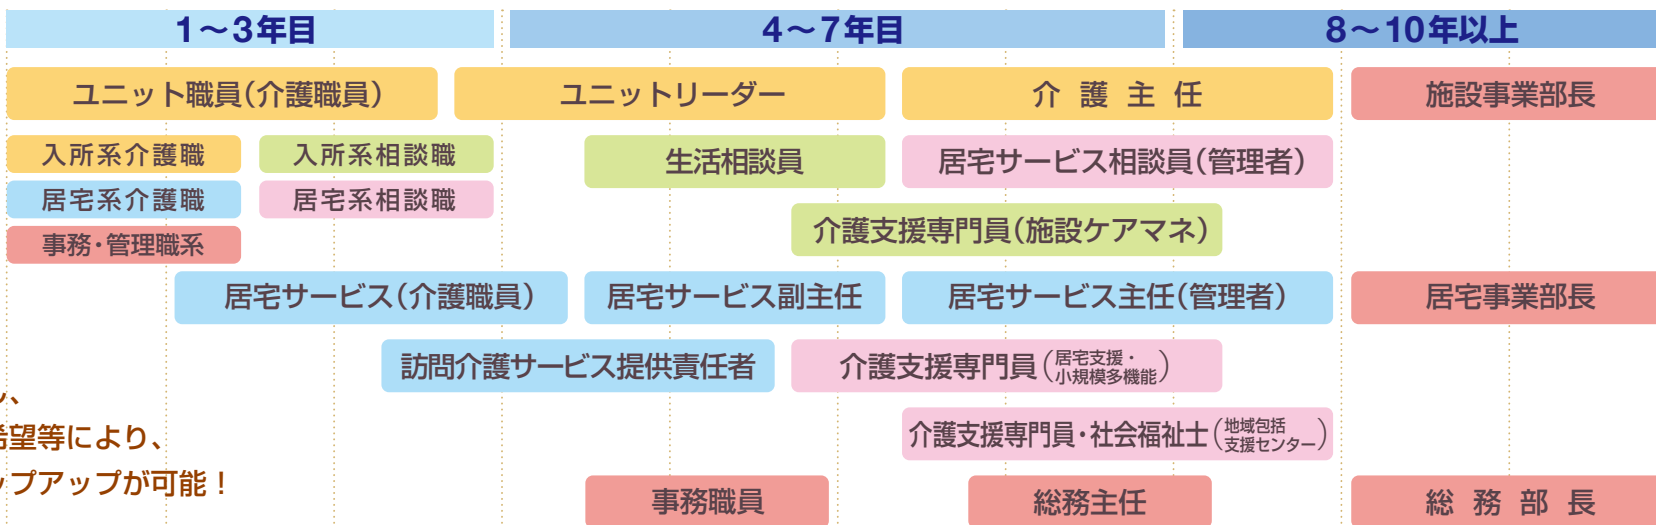 1～3年目
4～7年目
8～10年以上
ユニット職員(介護職員)
ユニットリーダー
介護主任
施設事業部長
入所系介護職
入所系相談職
生活相談員
居宅サービス相談員(管理者)
居宅系介護職
居宅系相談職
介護支援専門員(施設ケアマネ)
事務・管理職系
居宅サービス(介護職員)
居宅サービス副主任
居宅サービス主任(管理者)
居宅事業部長
訪問介護サービス提供責任者
介護支援専門員(居宅支援・小規模多機能)
介護支援専門員・社会福祉士(地域包括支援センター)
、
希望等により、
ップアップが可能！
事務職員
総務主任
総務部長